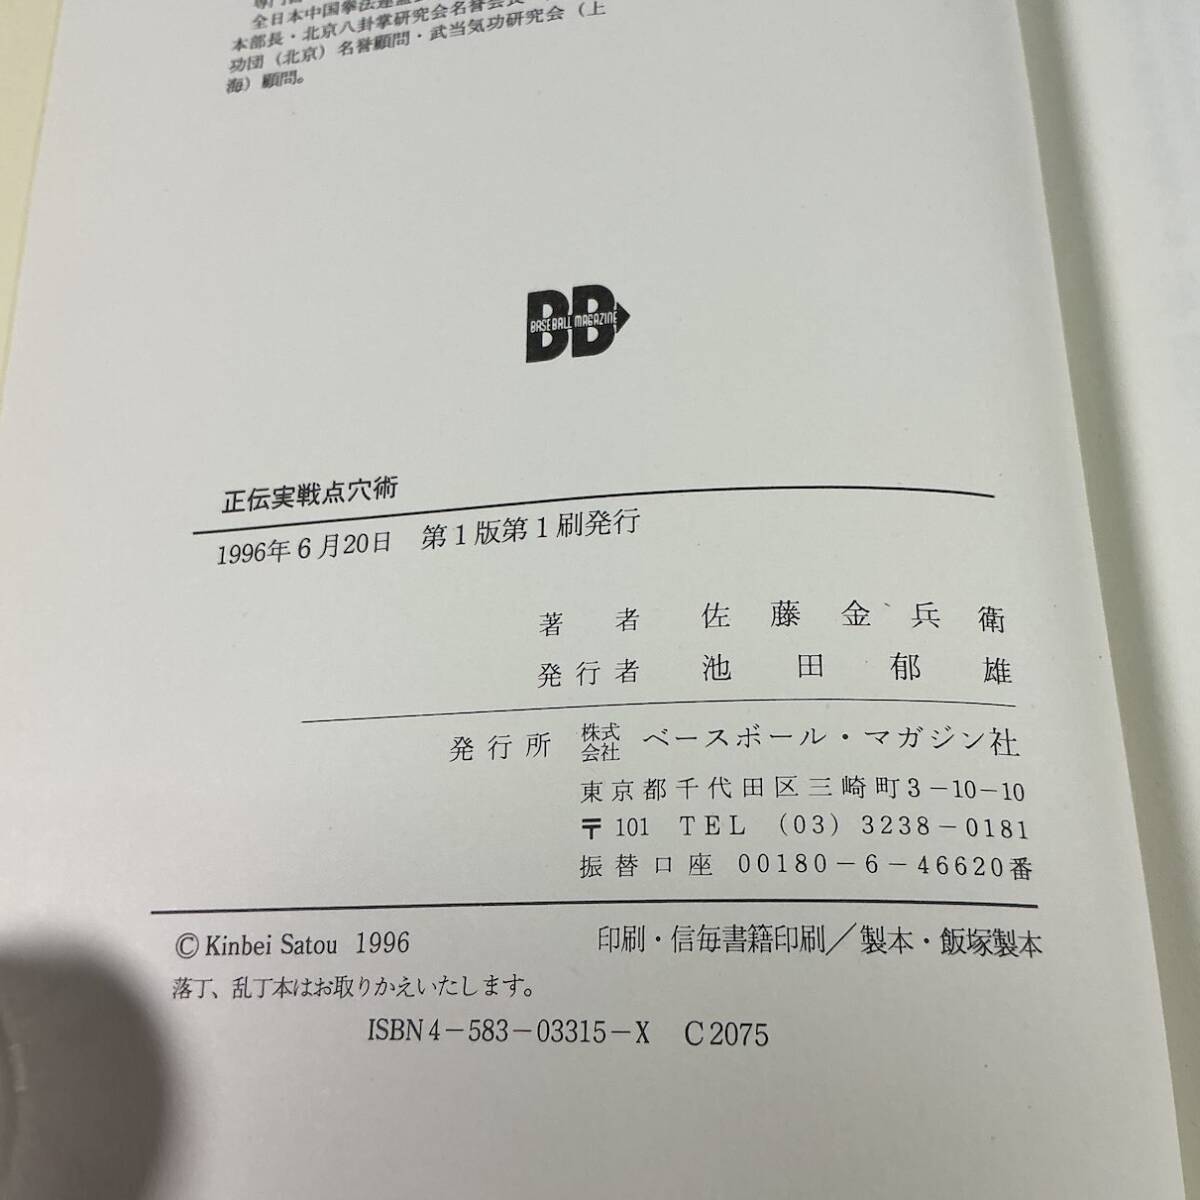 全日本中国拳法連盟
本部長・北京八卦掌研究会名誉会長
功団（北京）名誉顧問・武当気功研究会（上
海）顧問。
BB
BASEBALL MAGAZINE
正伝実戦点穴術
1996年6月20日　第1版第1刷発行
著者　佐藤金兵衛
発行者　池田郁雄
発行所　株式会社　ベースボール・マガジン社
東京都千代田区三崎町3－10－10
〒101　TEL　(03) 3238－0181
振替口座　00180－6－46620番
© Kinbei Satou 1996　印刷・信毎書籍印刷／製本・飯塚製本
落丁、乱丁本はお取りかえいたします。
ISBN4－583－03315－X　C2075